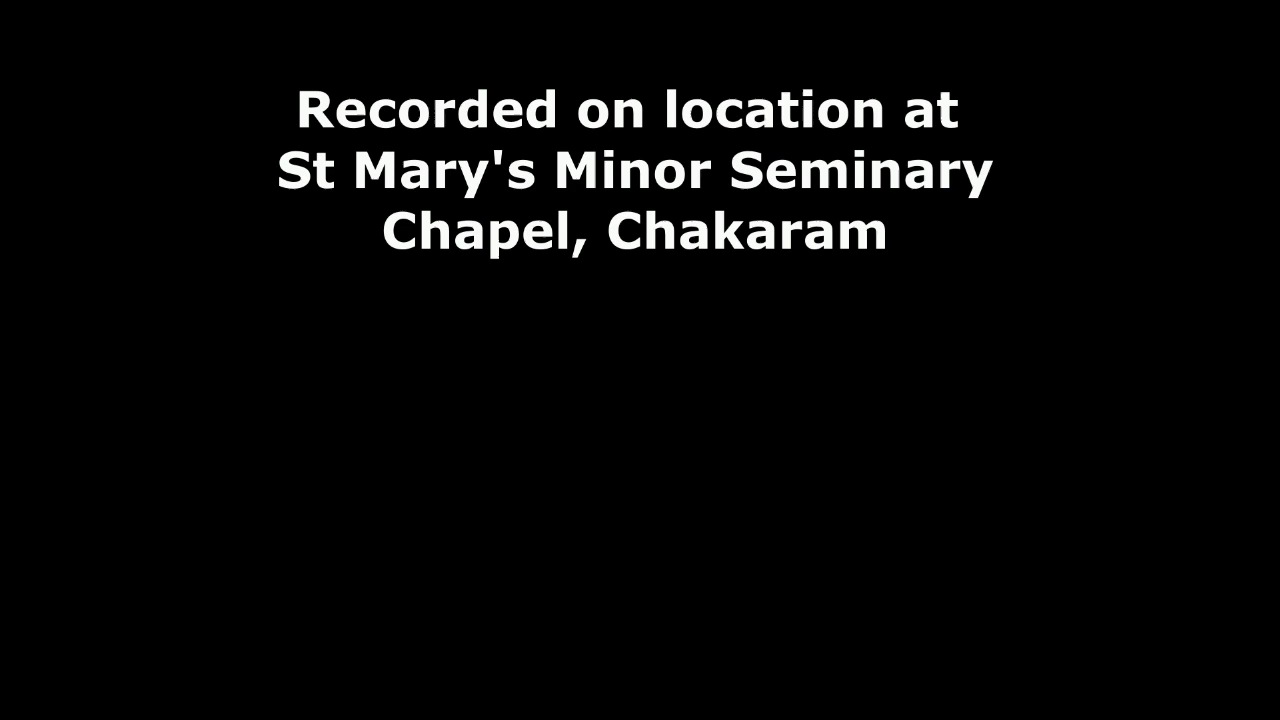 Recorded on location at
St Mary's Minor Seminary
Chapel, Chakaram